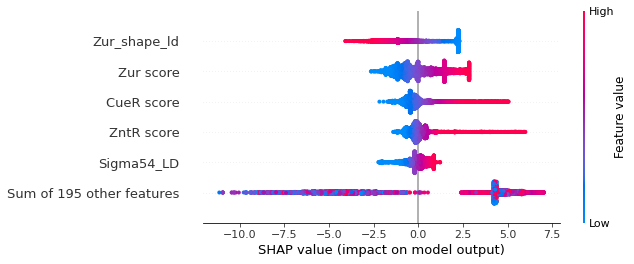 High
Zur_shape_ld
Zur score
CueR score
ZntR score
Sigma54_LD
Sum of 195 other features
Feature value
Low
−10.0 −7.5 −5.0 −2.5 0.0 2.5 5.0 7.5
SHAP value (impact on model output)